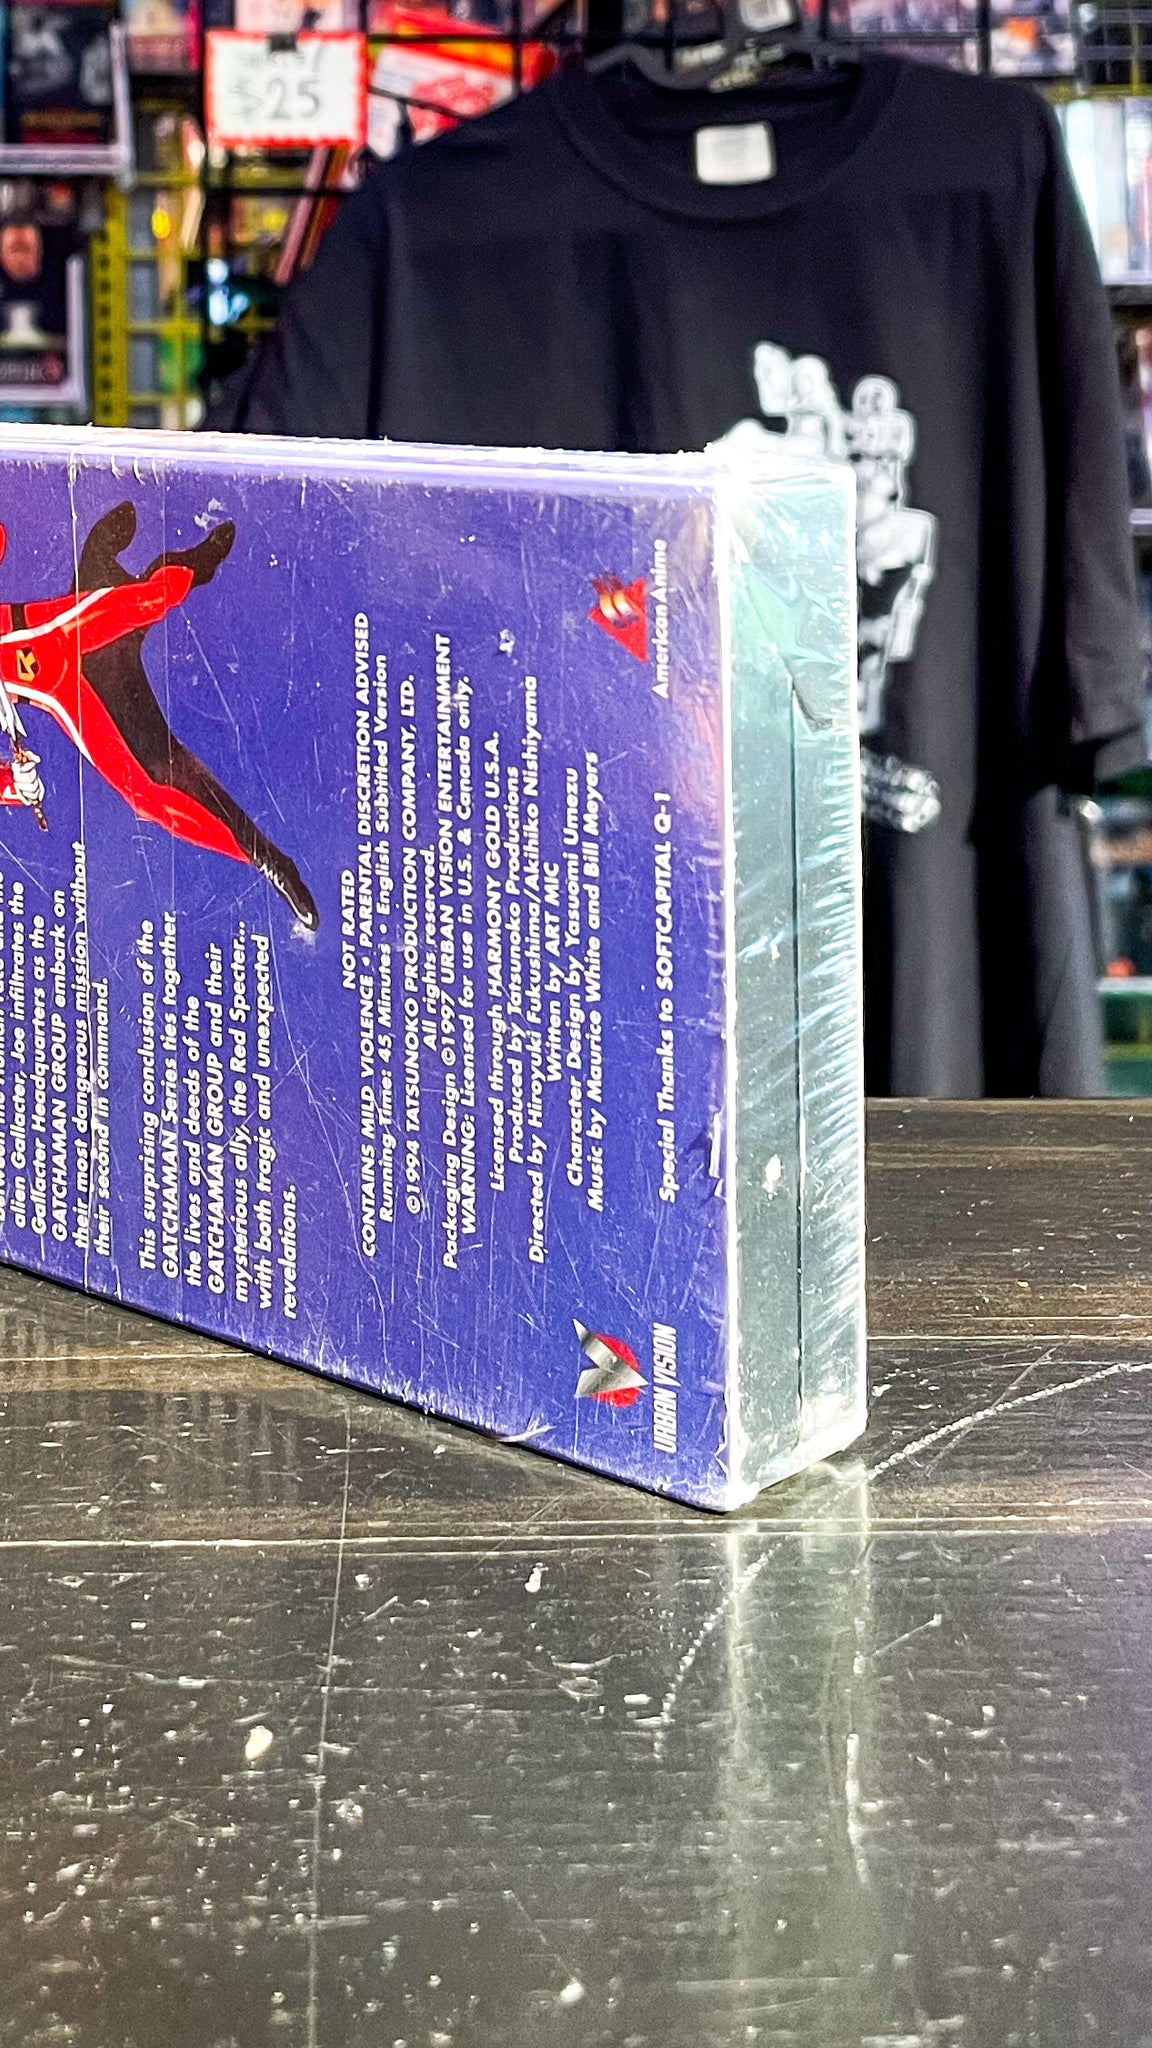 SHIRTS/
$25
alien Gallacter, Joe infiltrates the
Gallacter Headquarters as the
GATCHAMAN GROUP embark on
their most dangerous mission without
their second in command.
This surprising conclusion of the
GATCHAMAN Series ties together
the lives and deeds of the
GATCHAMAN GROUP and their
mysterious ally, the Red Specter...
with both tragic and unexpected
revelations.
NOT RATED
CONTAINS MILD VIOLENCE • PARENTAL DISCRETION ADVISED
Running Time: 45 Minutes • English Subtitled Version
©1994 TATSUNOKO PRODUCTION COMPANY, LTD.
All rights reserved.
Packaging Design ©1997 URBAN VISION ENTERTAINMENT
WARNING: Licensed for use in U.S. & Canada only.
Licensed through HARMONY GOLD U.S.A.
Produced by Tatsunoko Productions
Directed by Hiroyuki Fukushima/Akihiko Nishiyama
Written by ART MIC
Character Design by Yasuomi Umezu
Music by Maurice White and Bill Meyers
Special Thanks to SOFTCAPITAL Q-1
URBAN VISION
American Anime